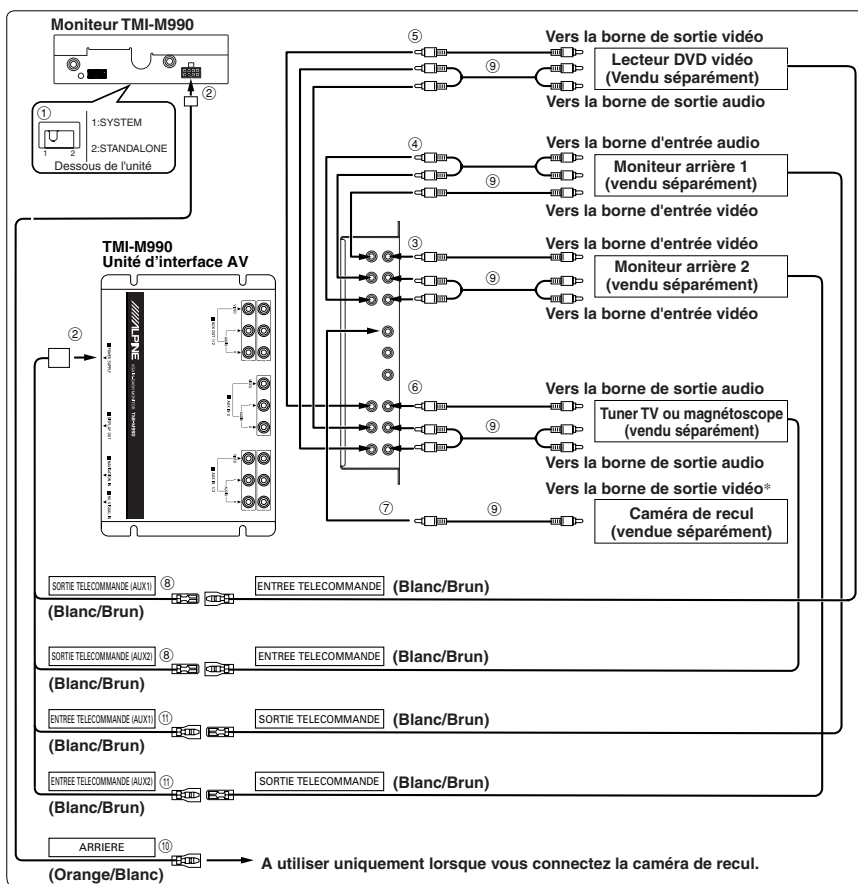 Moniteur TMI-M990
②
①
1:SYSTEM
2:STANDALONE
1 2
Dessous de l'unité
TMI-M990
Unité d'interface AV
②
ALPINE
⑤
Vers la borne de sortie vidéo
⑨
Lecteur DVD vidéo
(Vendu séparément)
Vers la borne de sortie audio
④
Vers la borne d'entrée audio
⑨
Moniteur arrière 1
(vendu séparément)
Vers la borne d'entrée vidéo
③
Vers la borne d'entrée vidéo
⑨
Moniteur arrière 2
(vendu séparément)
Vers la borne d'entrée vidéo
⑥
Vers la borne de sortie audio
⑨
Tuner TV ou magnétoscope
(vendu séparément)
Vers la borne de sortie audio
Vers la borne de sortie vidéo*
⑦
⑨
Caméra de recul
(vendue séparément)
SORTIE TELECOMMANDE (AUX1) ⑧ ENTREE TELECOMMANDE (Blanc/Brun)
(Blanc/Brun)
SORTIE TELECOMMANDE (AUX2) ⑧ ENTREE TELECOMMANDE (Blanc/Brun)
(Blanc/Brun)
ENTREE TELECOMMANDE (AUX1) ⑪ SORTIE TELECOMMANDE (Blanc/Brun)
(Blanc/Brun)
ENTREE TELECOMMANDE (AUX2) ⑪ SORTIE TELECOMMANDE (Blanc/Brun)
(Blanc/Brun)
ARRIERE ⑩
A utiliser uniquement lorsque vous connectez la caméra de recul.
(Orange/Blanc)